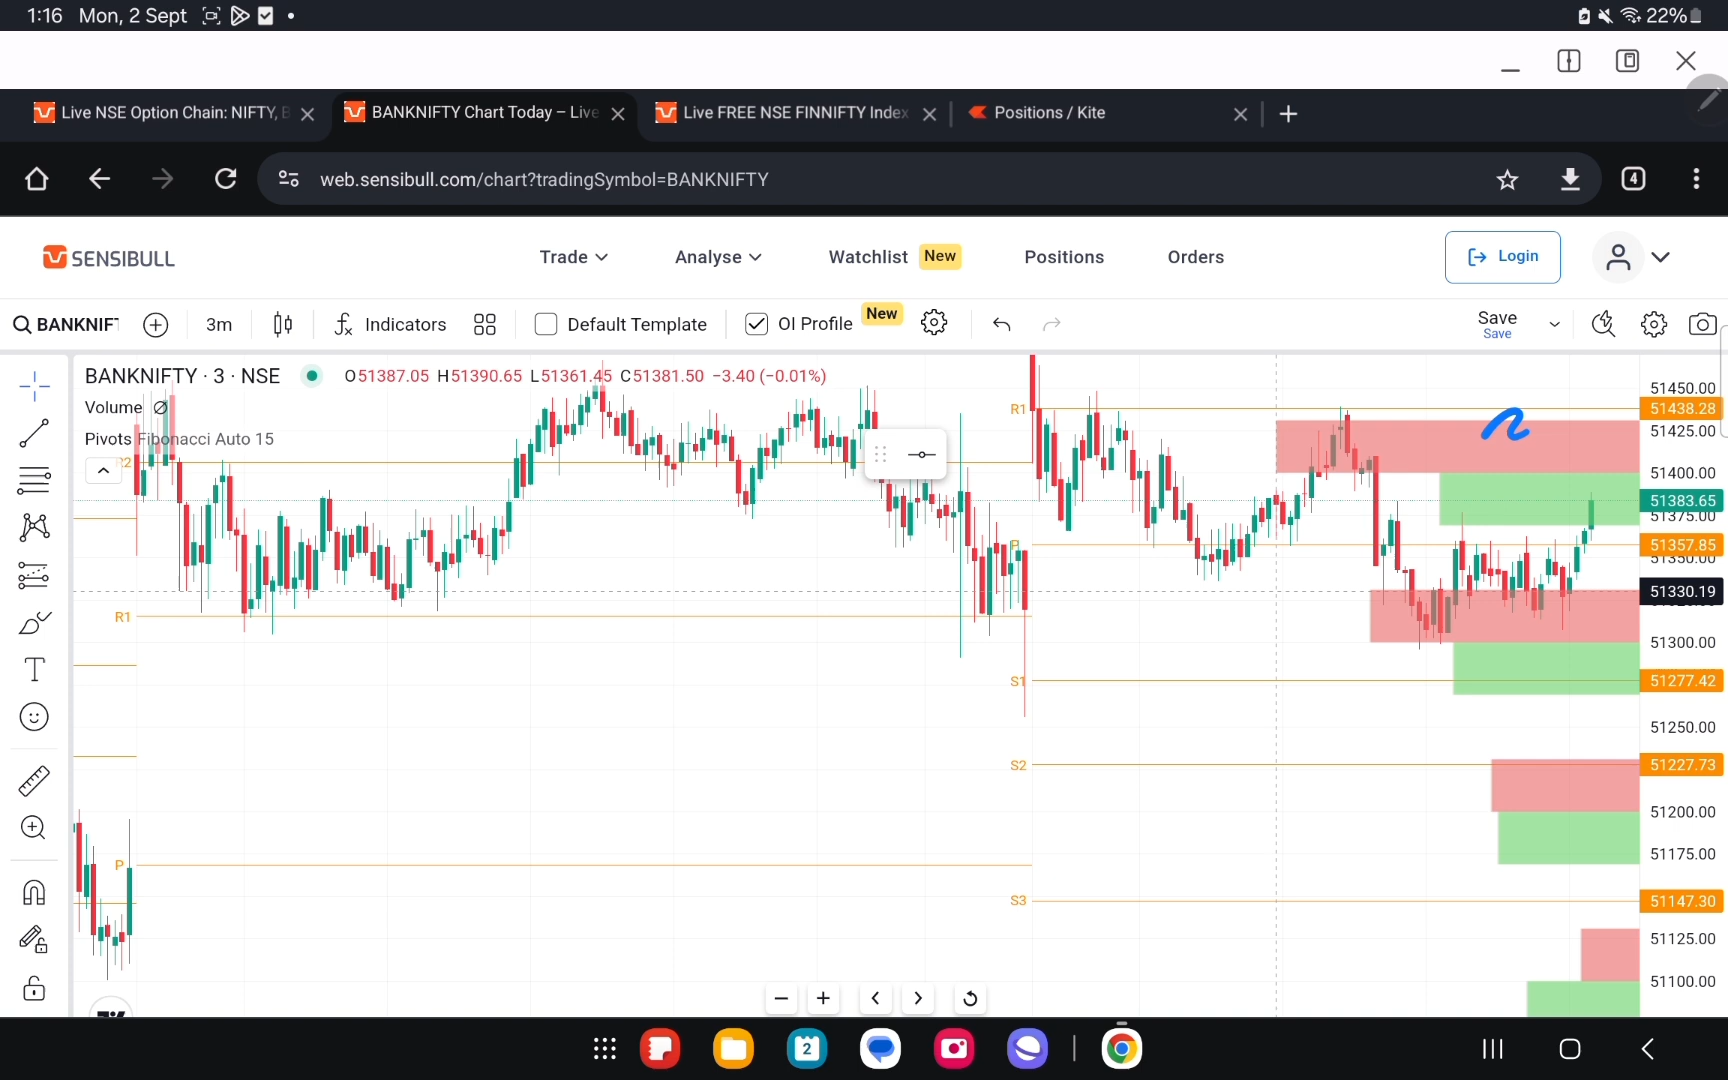 1:16 Mon, 2 Sept 22%
Live NSE Option Chain: NIFTY, B
BANKNIFTY Chart Today – Live
Live FREE NSE FINNIFTY Index
Positions / Kite
web.sensibull.com/chart?tradingSymbol=BANKNIFTY
4
SENSIBULL
Trade
Analyse
Watchlist New
Positions
Orders
Login
BANKNIFT
3m
Indicators
Default Template
OI Profile New
Save
Save
BANKNIFTY · 3 · NSE
O51387.05 H51390.65 L51361.45 C51381.50 −3.40 (−0.01%)
Volume
Pivots Fibonacci Auto 15
R2
R1
P
R1
P
S1
S2
S3
51450.00
51438.28
51425.00
51400.00
51383.65
51375.00
51357.85
51350.00
51330.19
51300.00
51277.42
51250.00
51227.73
51200.00
51175.00
51147.30
51125.00
51100.00
2